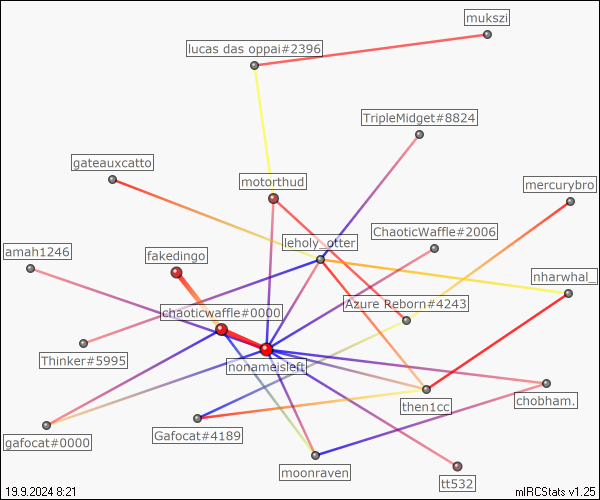 mukszi
lucas das oppai#2396
TripleMidget#8824
gateauxcatto
motorthud
mercurybro
ChaoticWaffle#2006
leholy_otter
amah1246
fakedingo
nharwhal_
Azure Reborn#4243
chaoticwaffle#0000
Thinker#5995
nonameisleft
chobham.
then1cc
Gafocat#4189
gafocat#0000
moonraven
tt532
19.9.2024 8:21
mIRCStats v1.25